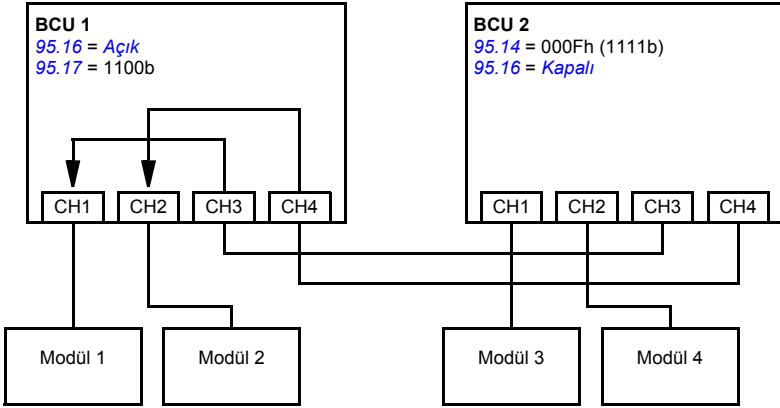 BCU 1
95.16 = Açık
95.17 = 1100b
CH1 CH2 CH3 CH4
BCU 2
95.14 = 000Fh (1111b)
95.16 = Kapalı
CH1 CH2 CH3 CH4
Modül 1
Modül 2
Modül 3
Modül 4